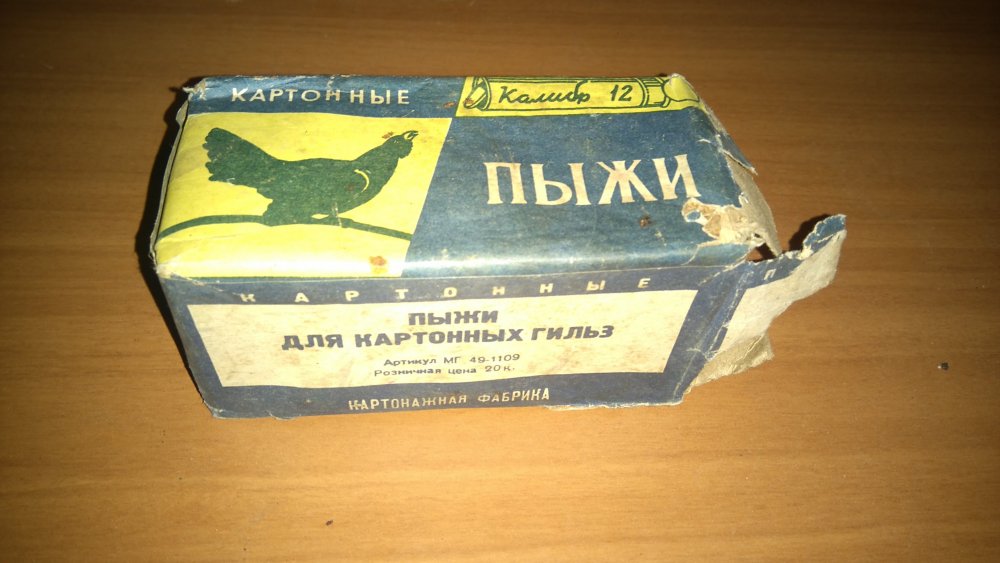 КАРТОННЫЕ
Калибр 12
ПЫЖИ
КАРТОННЫЕ
П
ПЫЖИ
ДЛЯ КАРТОННЫХ ГИЛЬЗ
Артикул МГ 49-1109
Розничная цена 20 к.
КАРТОНАЖНАЯ ФАБРИКА